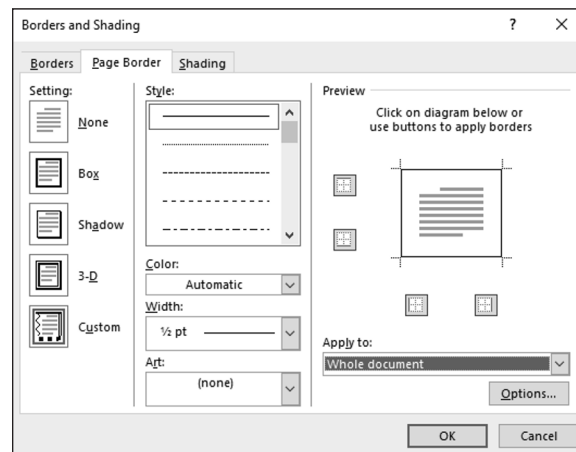 Borders and Shading
?
Borders
Page Border
Shading
Setting:
None
Box
Shadow
3-D
Custom
Style:
Color:
Automatic
Width:
½ pt
Art:
(none)
Preview
Click on diagram below or
use buttons to apply borders
Apply to:
Whole document
Options...
OK
Cancel